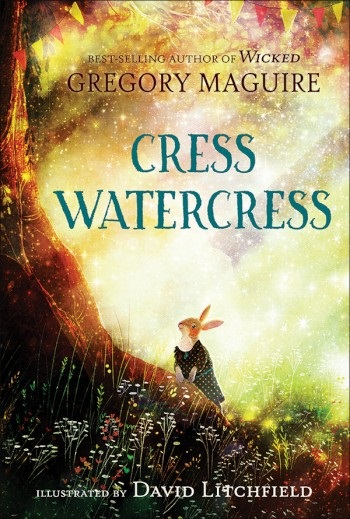 BEST-SELLING AUTHOR OF WICKED
GREGORY MAGUIRE
CRESS
WATERCRESS
ILLUSTRATED BY DAVID LITCHFIELD